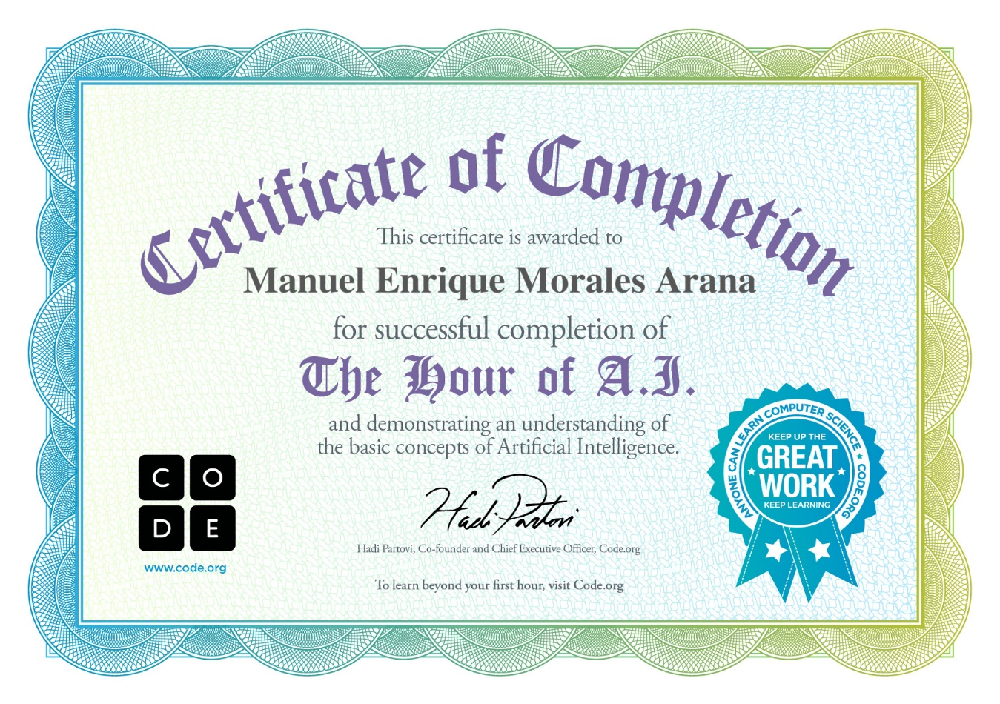 Certificate of Completion
This certificate is awarded to
Manuel Enrique Morales Arana
for successful completion of
The Hour of A.I.
and demonstrating an understanding of
the basic concepts of Artificial Intelligence.
C O
D E
www.code.org
Hadi Partovi
Hadi Partovi, Co-founder and Chief Executive Officer, Code.org
To learn beyond your first hour, visit Code.org
ANYONE CAN LEARN COMPUTER SCIENCE ★ CODE.ORG
KEEP UP THE
GREAT
WORK
KEEP LEARNING